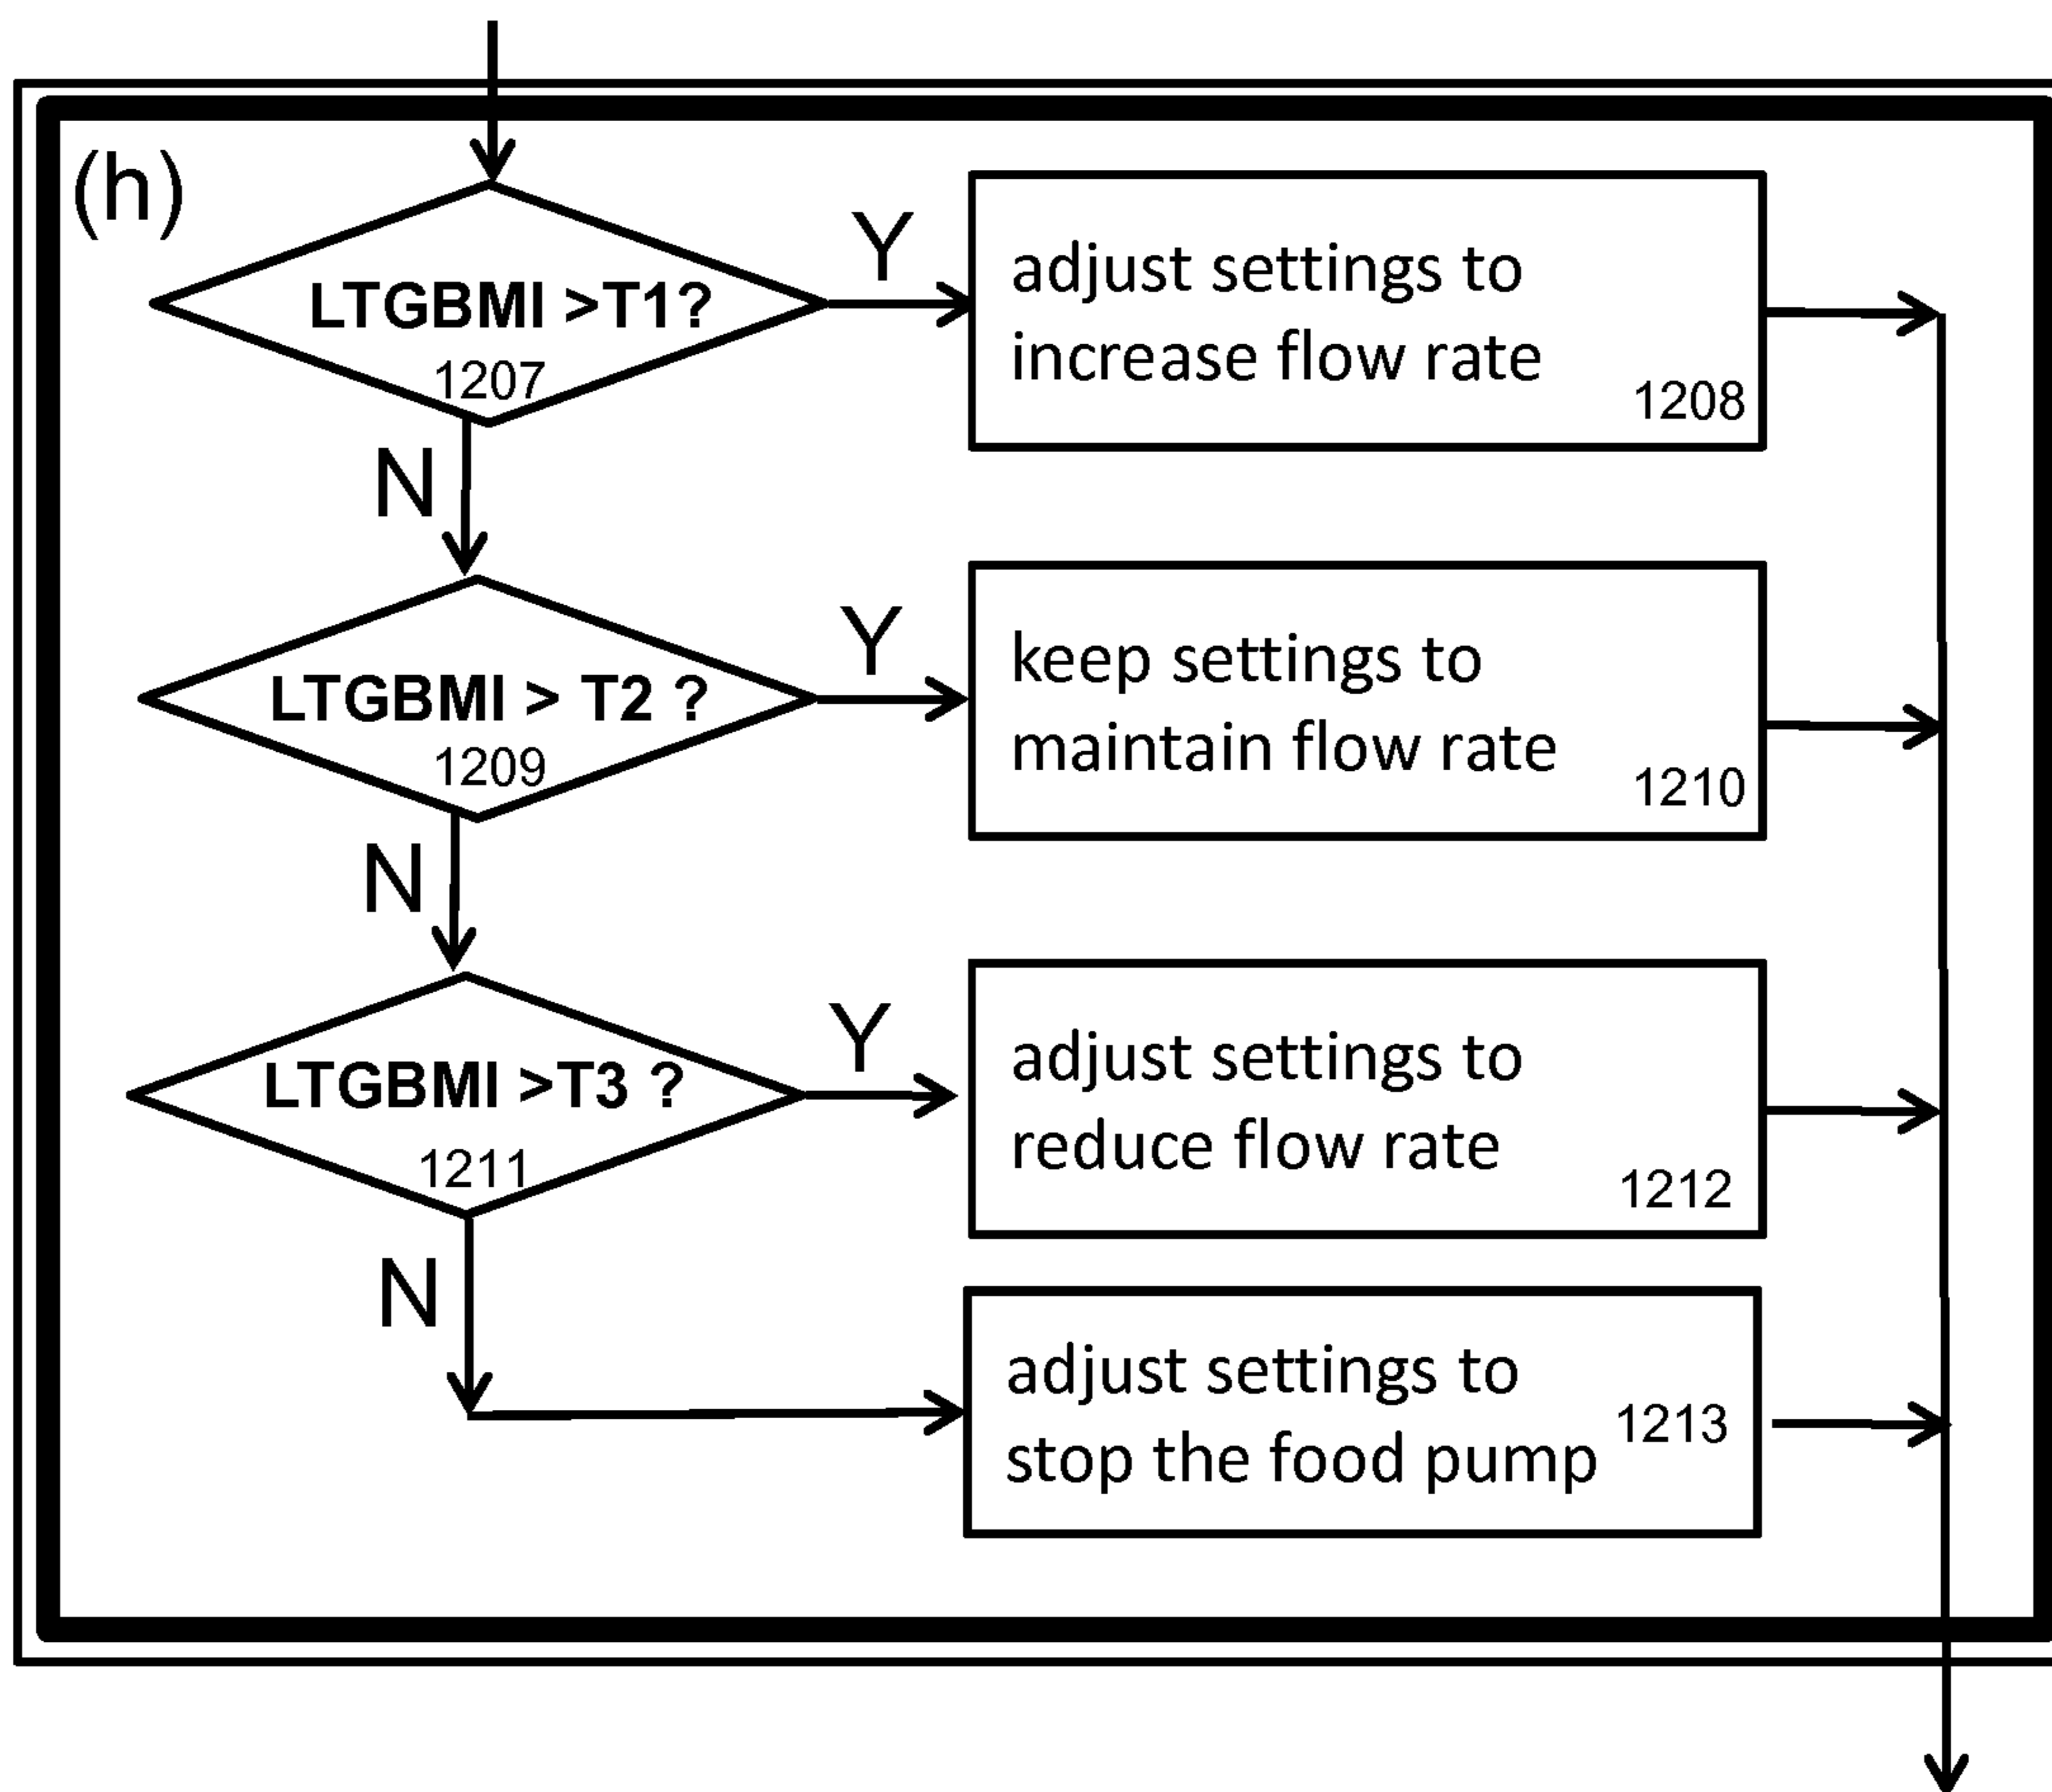 (h)
LTGBMI >T1?
1207
Y
adjust settings to
increase flow rate
1208
N
LTGBMI > T2 ?
1209
Y
keep settings to
maintain flow rate
1210
N
LTGBMI >T3 ?
1211
Y
adjust settings to
reduce flow rate
1212
N
adjust settings to
stop the food pump
1213